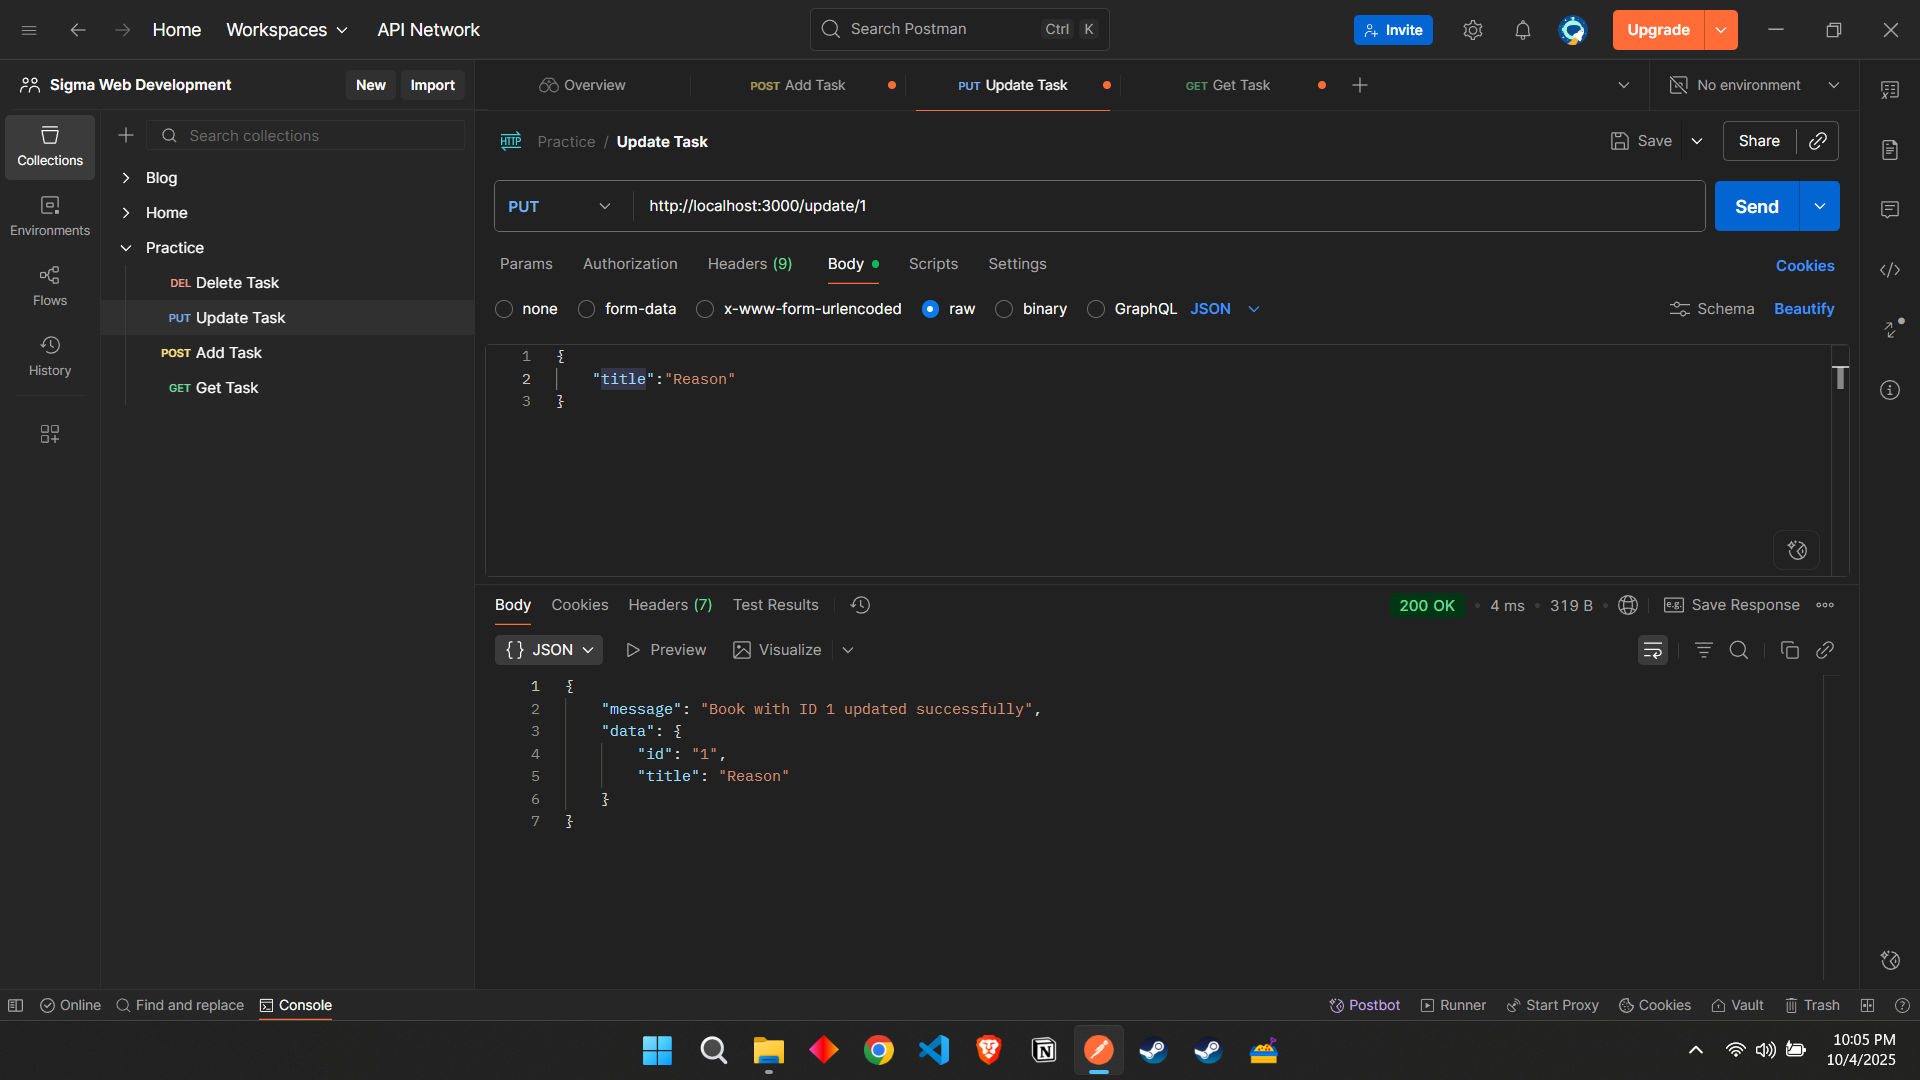 Home Workspaces API Network Search Postman Ctrl K Invite Upgrade
Sigma Web Development New Import Overview POST Add Task PUT Update Task GET Get Task No environment
Collections
Environments
Flows
History
Search collections
Blog
Home
Practice
DEL Delete Task
PUT Update Task
POST Add Task
GET Get Task
HTTP Practice / Update Task Save Share
PUT http://localhost:3000/update/1 Send
Params Authorization Headers (9) Body Scripts Settings Cookies
none form-data x-www-form-urlencoded raw binary GraphQL JSON Schema Beautify
1 {
2 "title":"Reason"
3 }
Body Cookies Headers (7) Test Results 200 OK • 4 ms • 319 B • e.g. Save Response
{} JSON Preview Visualize
1 {
2 "message": "Book with ID 1 updated successfully",
3 "data": {
4 "id": "1",
5 "title": "Reason"
6 }
7 }
Online Find and replace Console Postbot Runner Start Proxy Cookies Vault Trash
10:05 PM
10/4/2025